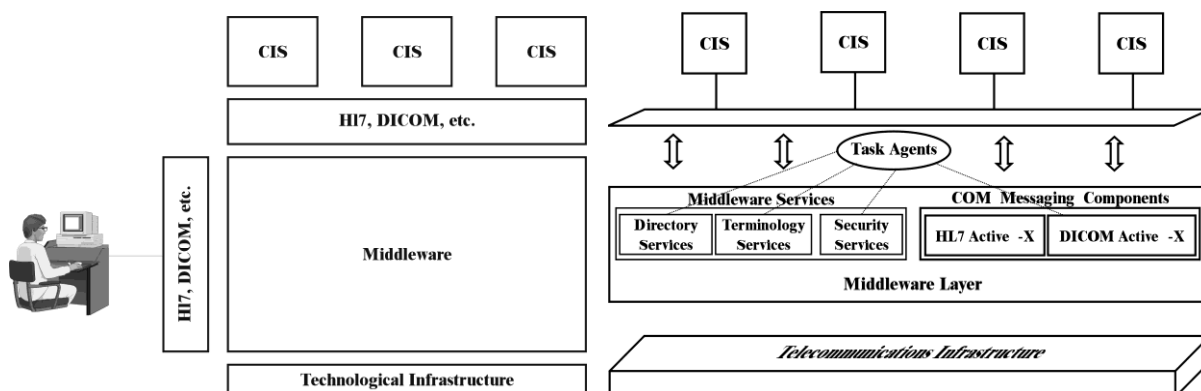 CIS
CIS
CIS
Hl7, DICOM, etc.
Hl7, DICOM, etc.
Middleware
Technological Infrastructure
CIS
CIS
CIS
CIS
Task Agents
Middleware Services
COM Messaging Components
Directory
Services
Terminology
Services
Security
Services
HL7 Active -X
DICOM Active -X
Middleware Layer
Telecommunications Infrastructure